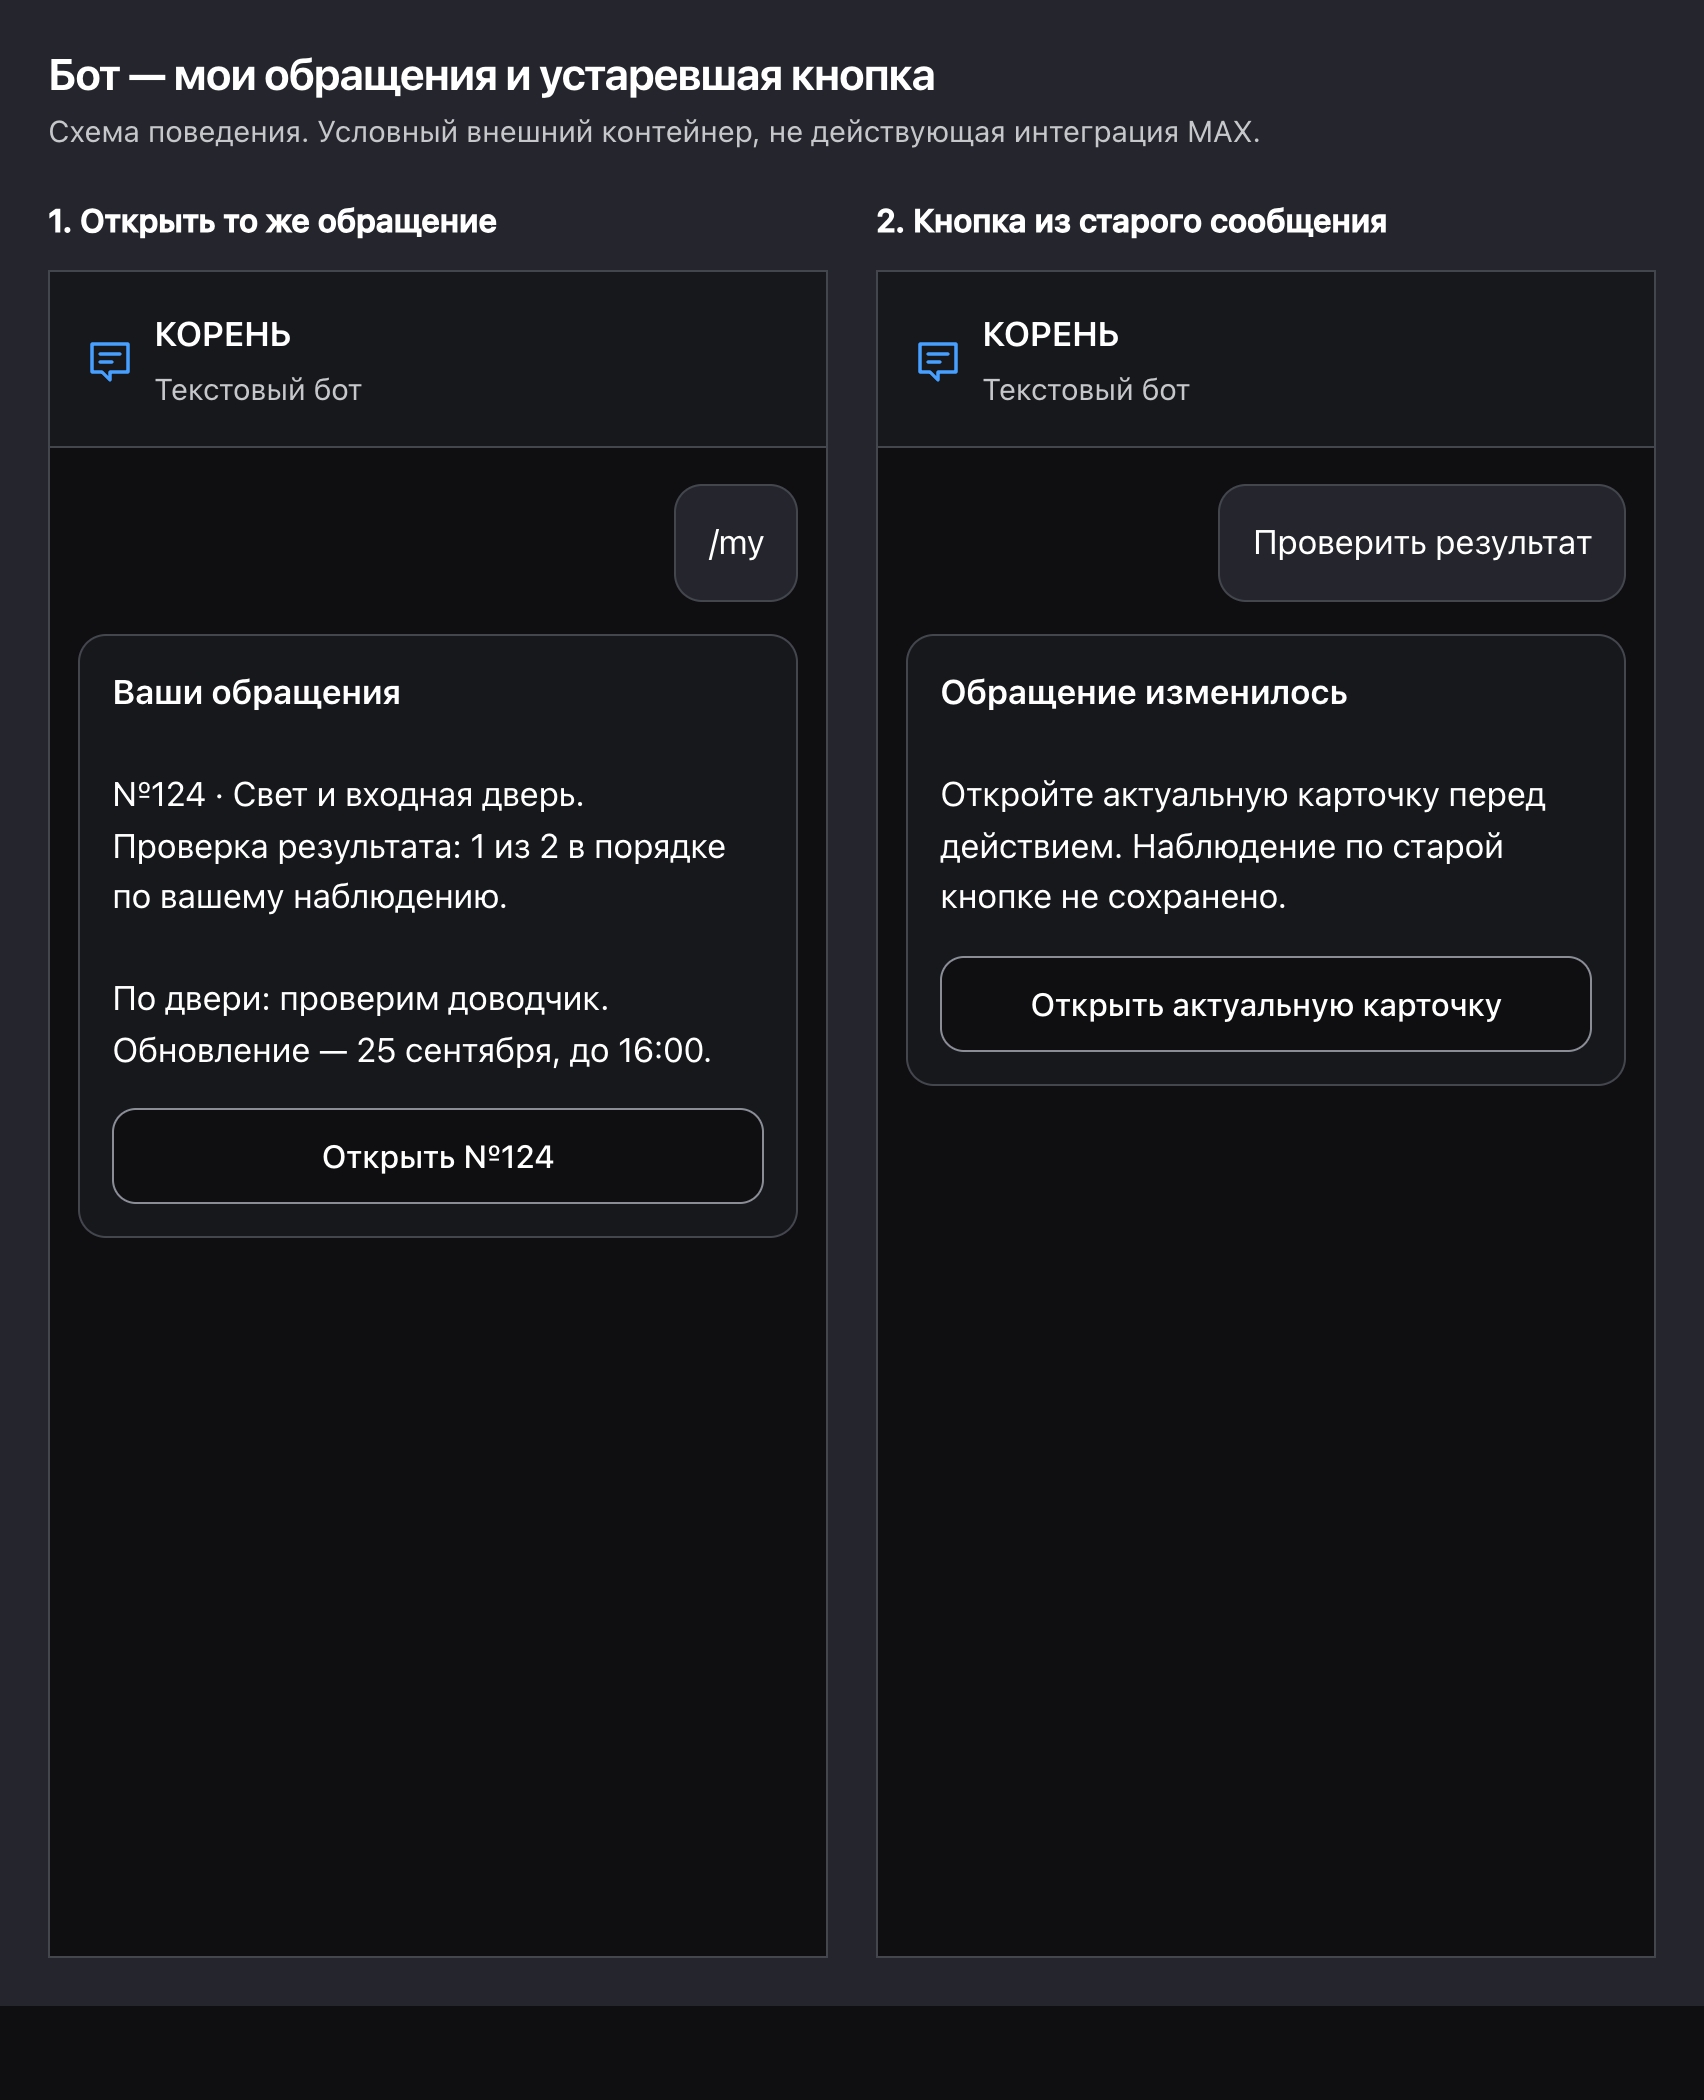 Бот — мои обращения и устаревшая кнопка
Схема поведения. Условный внешний контейнер, не действующая интеграция MAX.
1. Открыть то же обращение
КОРЕНЬ
Текстовый бот
/my
Ваши обращения
№124 · Свет и входная дверь.
Проверка результата: 1 из 2 в порядке
по вашему наблюдению.
По двери: проверим доводчик.
Обновление — 25 сентября, до 16:00.
Открыть №124
2. Кнопка из старого сообщения
КОРЕНЬ
Текстовый бот
Проверить результат
Обращение изменилось
Откройте актуальную карточку перед
действием. Наблюдение по старой
кнопке не сохранено.
Открыть актуальную карточку